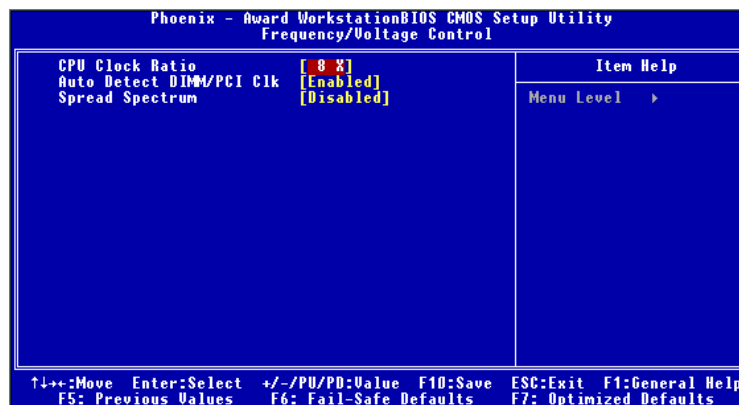 Phoenix - Award WorkstationBIOS CMOS Setup Utility
Frequency/Voltage Control
CPU Clock Ratio [ 8 X]
Auto Detect DIMM/PCI Clk [Enabled]
Spread Spectrum [Disabled]
Item Help
Menu Level ▸
↑↓→←:Move Enter:Select +/-/PU/PD:Value F10:Save ESC:Exit F1:General Help
F5: Previous Values F6: Fail-Safe Defaults F7: Optimized Defaults